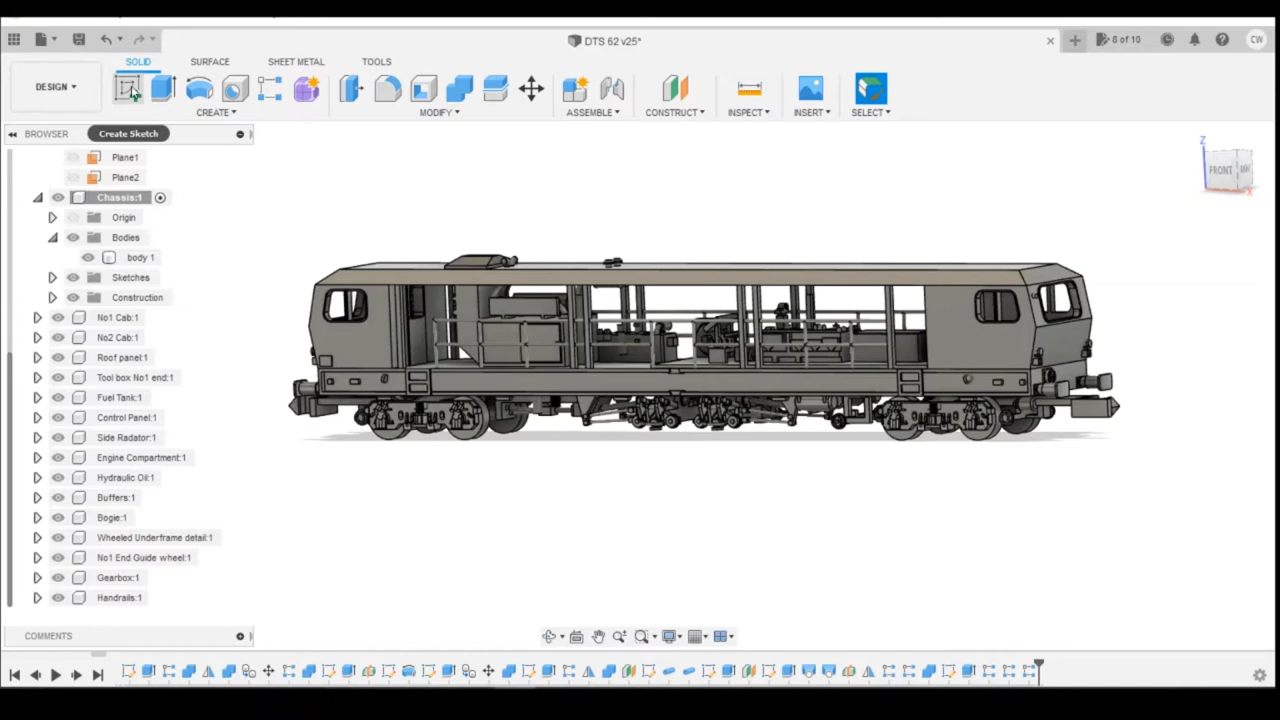 DTS 62 v25*
8 of 10
CW
SOLID
SURFACE
SHEET METAL
TOOLS
DESIGN
CREATE
MODIFY
ASSEMBLE
CONSTRUCT
INSPECT
INSERT
SELECT
BROWSER
Create Sketch
Plane1
Plane2
Chassis:1
Origin
Bodies
body 1
Sketches
Construction
No1 Cab:1
No2 Cab:1
Roof panel:1
Tool box No1 end:1
Fuel Tank:1
Control Panel:1
Side Radator:1
Engine Compartment:1
Hydraulic Oil:1
Buffers:1
Bogie:1
Wheeled Underframe detail:1
No1 End Guide wheel:1
Gearbox:1
Handrails:1
Z
FRONT
X
COMMENTS